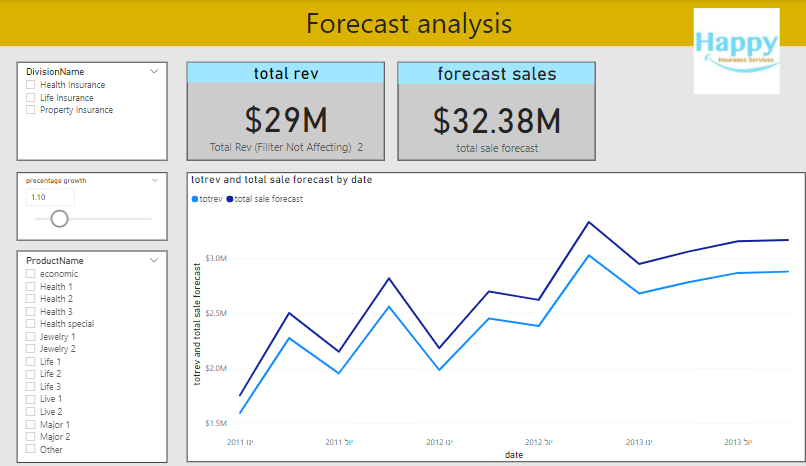 Forecast analysis
Happy
Insurance Services
DivisionName
Health Insurance
Life Insurance
Property Insurance
total rev
$29M
Total Rev (Fillter Not Affecting) 2
forecast sales
$32.38M
total sale forecast
precentage growth
1.10
ProductName
economic
Health 1
Health 2
Health 3
Health special
Jewelry 1
Jewelry 2
Life 1
Life 2
Life 3
Live 1
Live 2
Major 1
Major 2
Other
totrev and total sale forecast by date
totrev total sale forecast
totrev and total sale forecast
$3.0M
$2.5M
$2.0M
$1.5M
ינו 2011
יול 2011
ינו 2012
יול 2012
ינו 2013
יול 2013
date